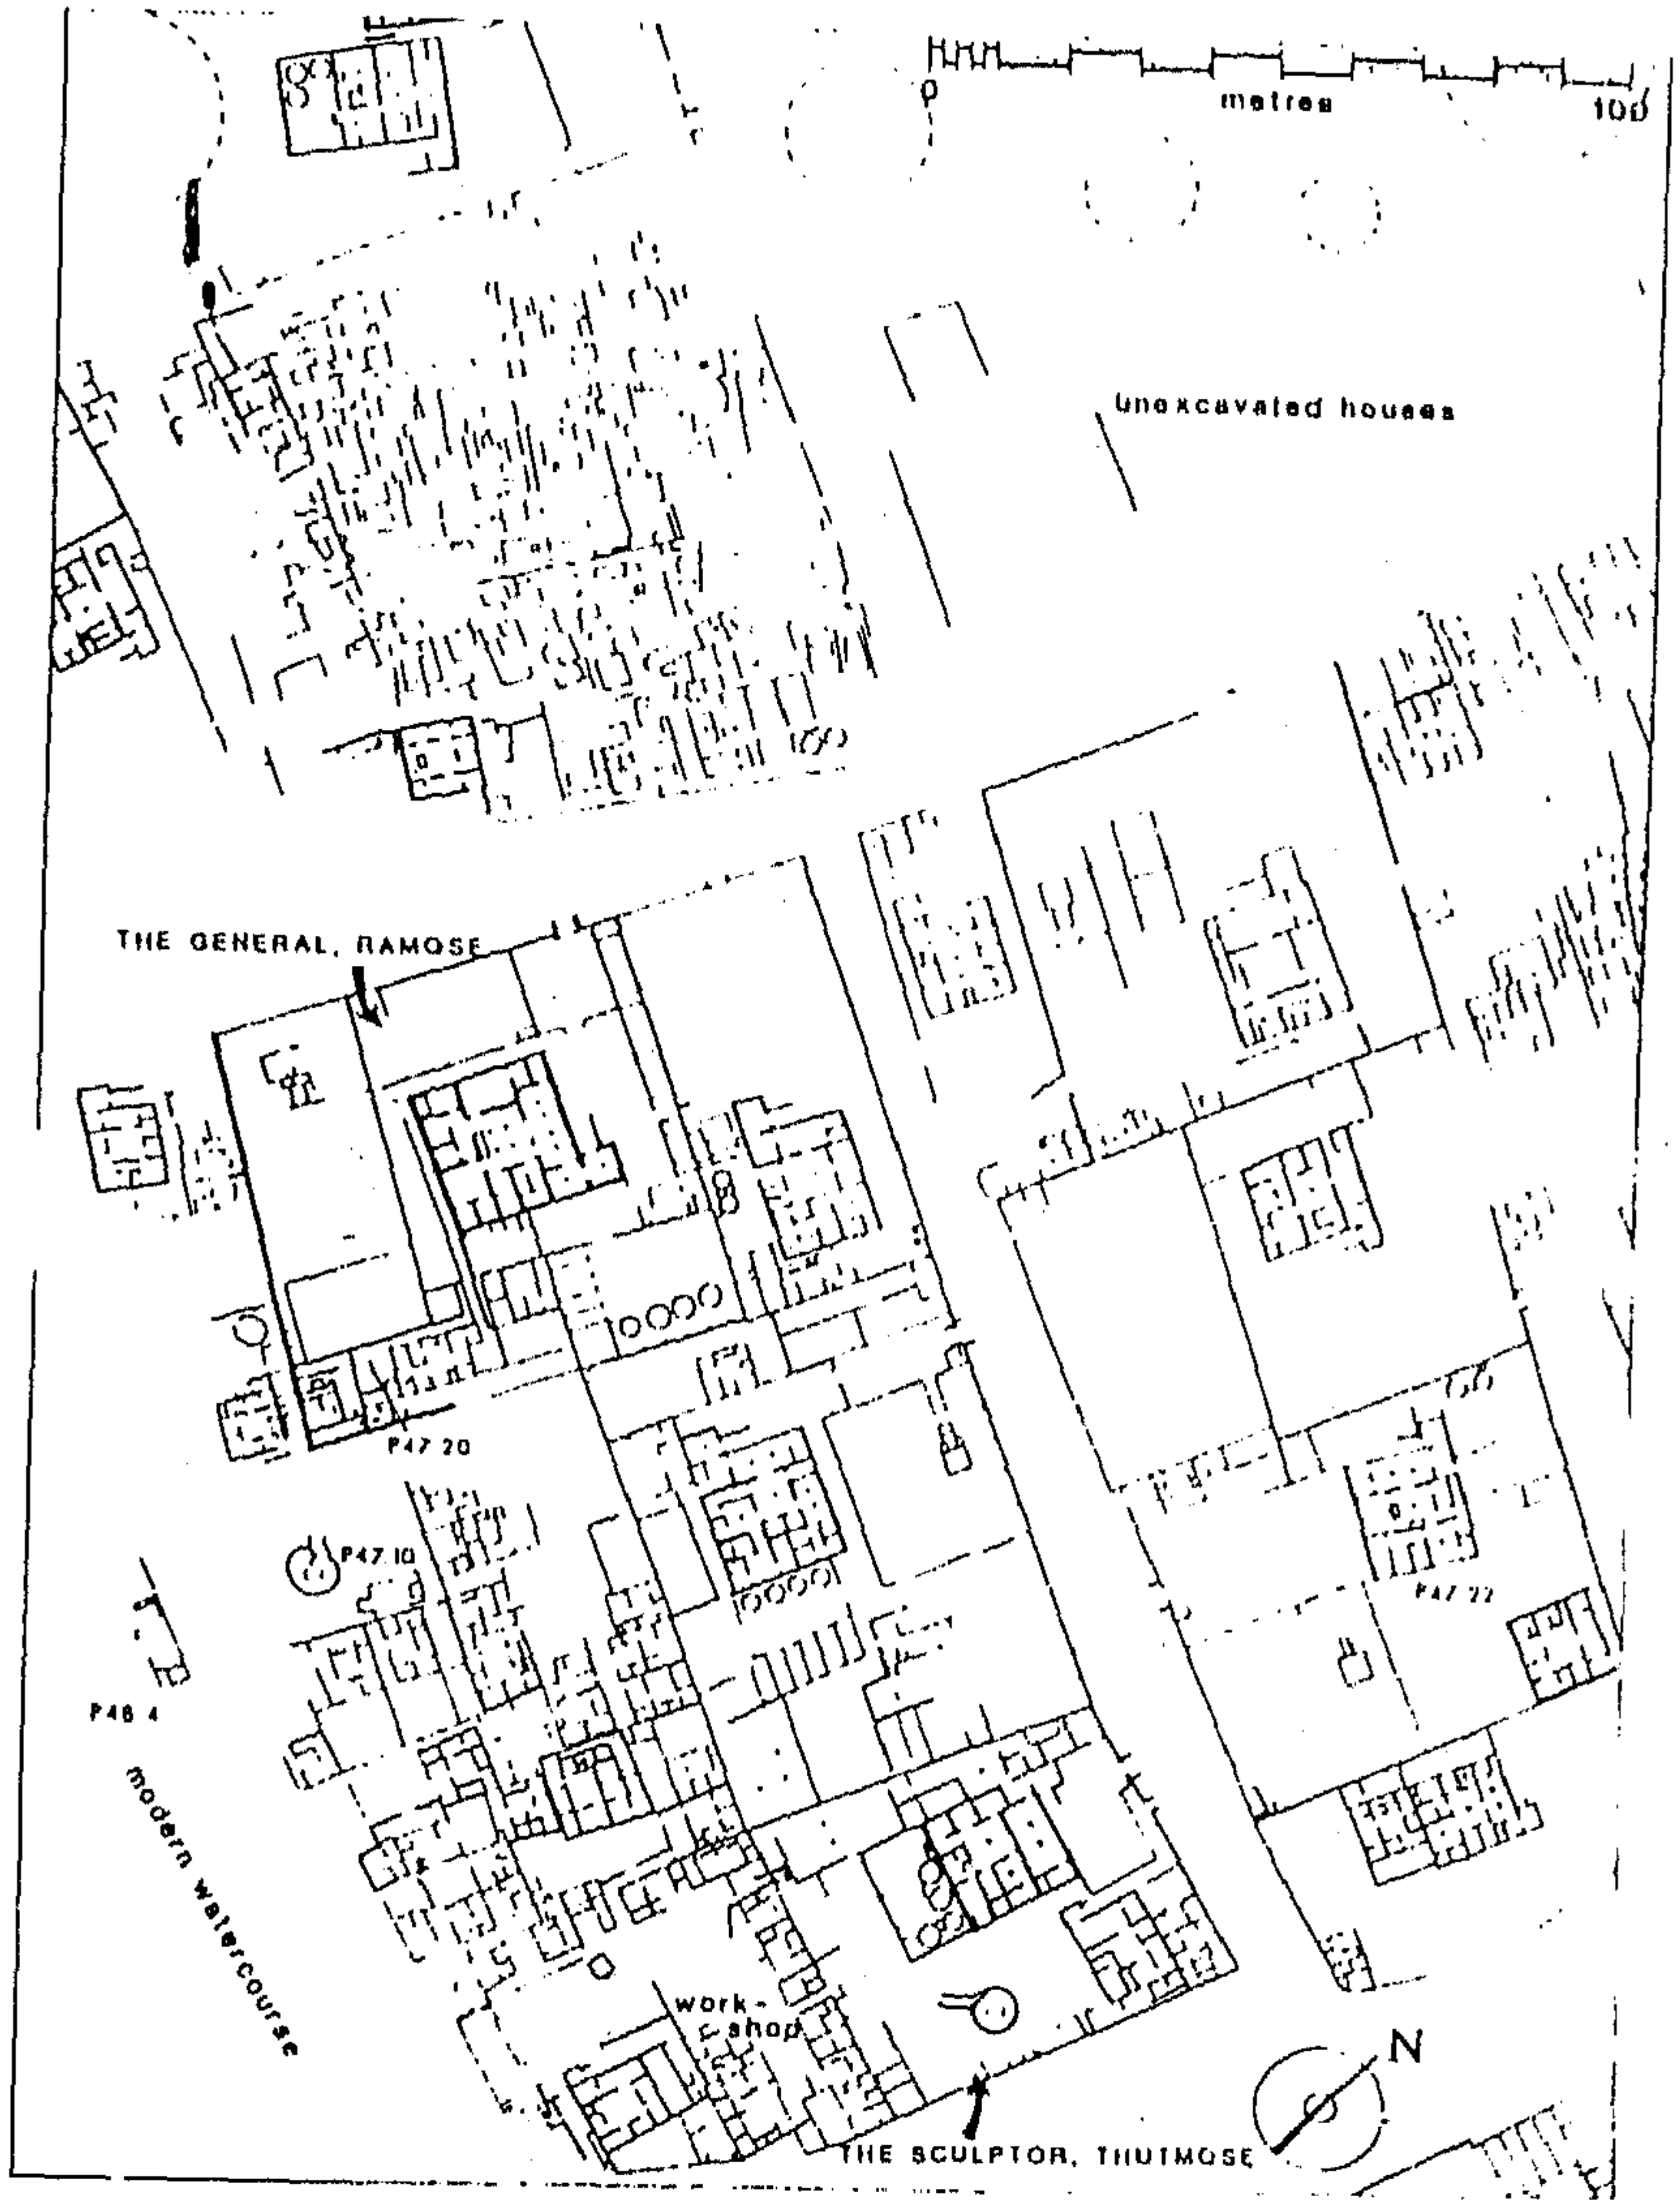 0
100
metres
unexcavated houses
THE GENERAL, RAMOSE
P47 20
P47 10
P47 22
P48 4
modern watercourse
work-
shop
N
THE SCULPTOR, THUTMOSE